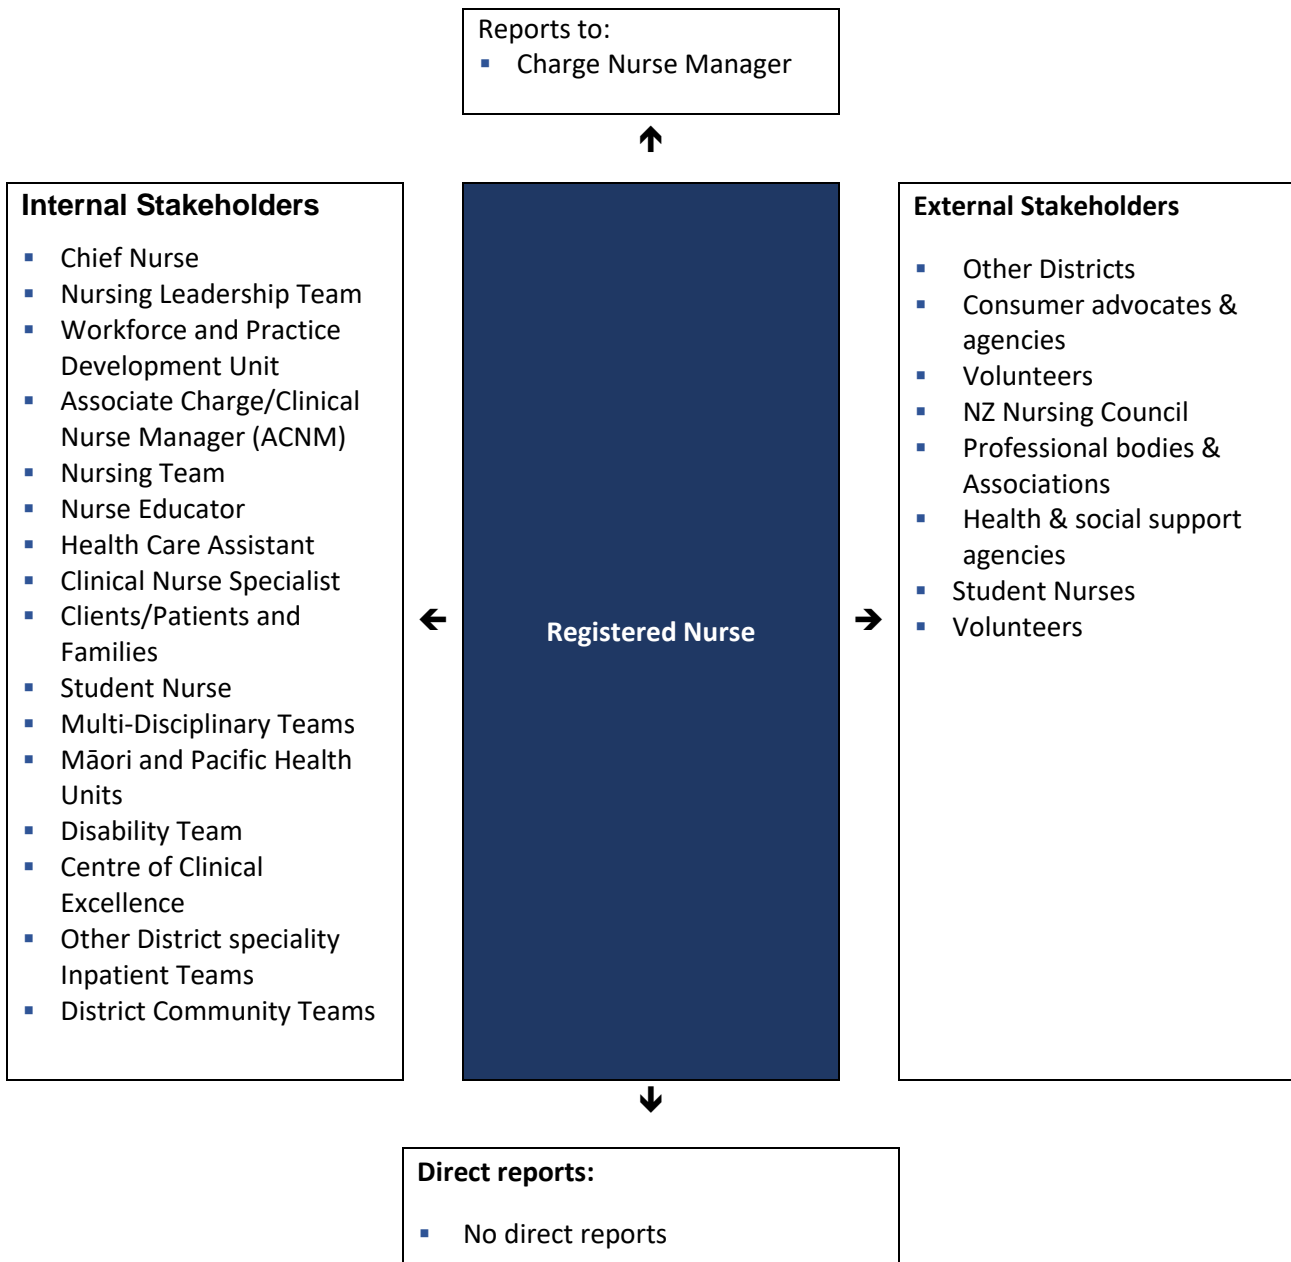 Reports to:
▪ Charge Nurse Manager
Internal Stakeholders
▪ Chief Nurse
▪ Nursing Leadership Team
▪ Workforce and Practice
Development Unit
▪ Associate Charge/Clinical
Nurse Manager (ACNM)
▪ Nursing Team
▪ Nurse Educator
▪ Health Care Assistant
▪ Clinical Nurse Specialist
▪ Clients/Patients and
Families
▪ Student Nurse
▪ Multi-Disciplinary Teams
▪ Māori and Pacific Health
Units
▪ Disability Team
▪ Centre of Clinical
Excellence
▪ Other District speciality
Inpatient Teams
▪ District Community Teams
Registered Nurse
External Stakeholders
▪ Other Districts
▪ Consumer advocates &
agencies
▪ Volunteers
▪ NZ Nursing Council
▪ Professional bodies &
Associations
▪ Health & social support
agencies
▪ Student Nurses
▪ Volunteers
Direct reports:
▪ No direct reports